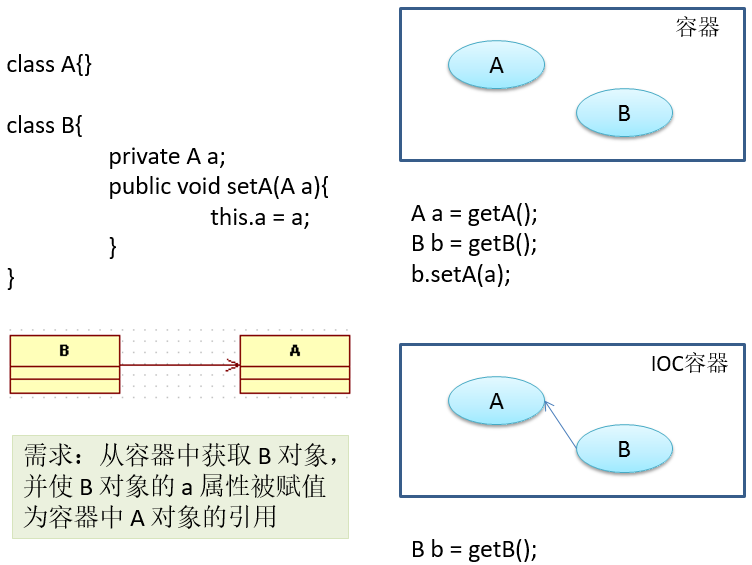 class A{}
class B{
private A a;
public void setA(A a){
this.a = a;
}
}
B
A
需求：从容器中获取 B 对象，
并使 B 对象的 a 属性被赋值
为容器中 A 对象的引用
容器
A
B
A a = getA();
B b = getB();
b.setA(a);
IOC容器
A
B
B b = getB();